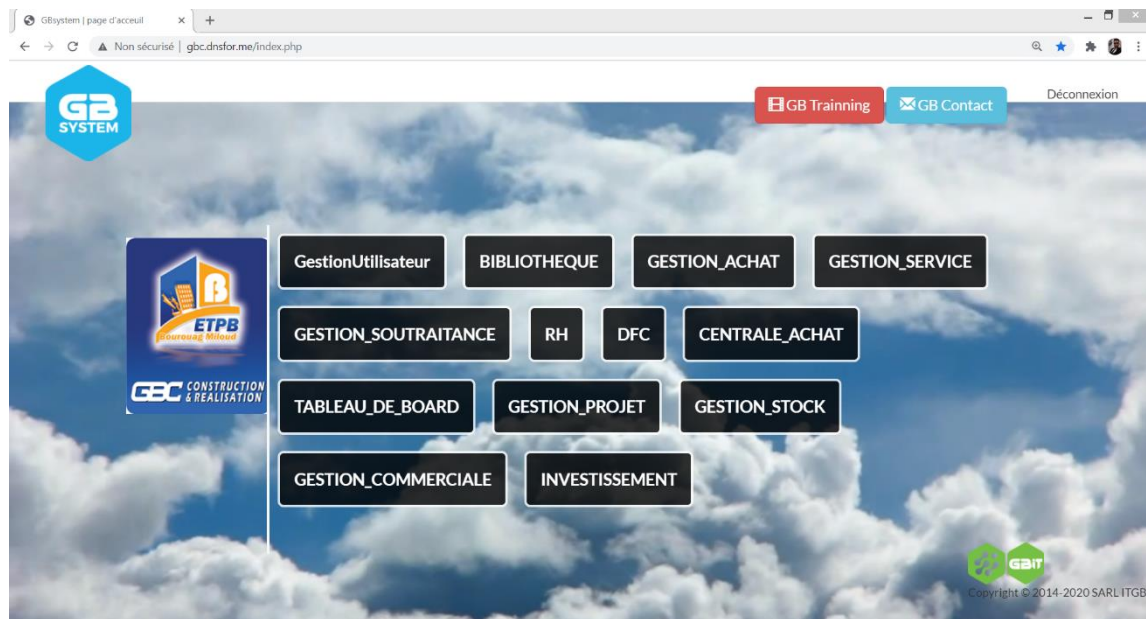 GBsystem | page d'acceuil
Non sécurisé | gbc.dnsfor.me/index.php
GB
SYSTEM
GB Trainning
GB Contact
Déconnexion
GestionUtilisateur
BIBLIOTHEQUE
GESTION_ACHAT
GESTION_SERVICE
B
ETPB
Bourouag Miloud
GBC CONSTRUCTION
& REALISATION
GESTION_SOUTRAITANCE
RH
DFC
CENTRALE_ACHAT
TABLEAU_DE_BOARD
GESTION_PROJET
GESTION_STOCK
GESTION_COMMERCIALE
INVESTISSEMENT
GBIT
Copyright © 2014-2020 SARL ITGB